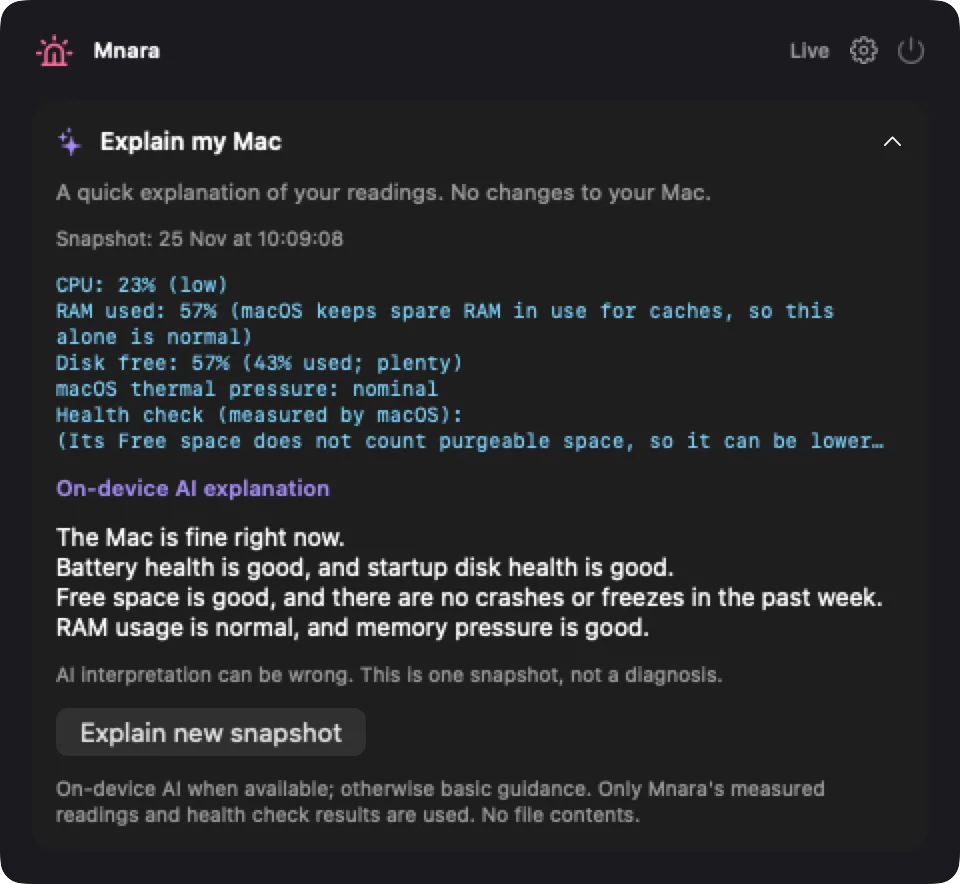 Mnara
Live
Explain my Mac
A quick explanation of your readings. No changes to your Mac.
Snapshot: 25 Nov at 10:09:08
CPU: 23% (low)
RAM used: 57% (macOS keeps spare RAM in use for caches, so this
alone is normal)
Disk free: 57% (43% used; plenty)
macOS thermal pressure: nominal
Health check (measured by macOS):
(Its Free space does not count purgeable space, so it can be lower…
On-device AI explanation
The Mac is fine right now.
Battery health is good, and startup disk health is good.
Free space is good, and there are no crashes or freezes in the past week.
RAM usage is normal, and memory pressure is good.
AI interpretation can be wrong. This is one snapshot, not a diagnosis.
Explain new snapshot
On-device AI when available; otherwise basic guidance. Only Mnara's measured
readings and health check results are used. No file contents.